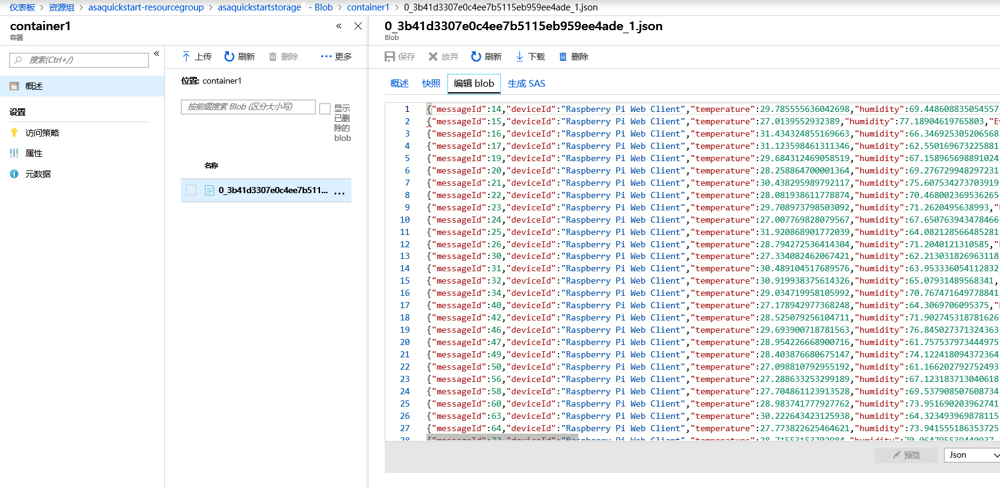 仪表板 > 资源组 > asaquickstart-resourcegroup > asaquickstartstorage - Blob > container1 > 0_3b41d3307e0c4ee7b5115eb959ee4ade_1.json
container1
容器
搜索(Ctrl+/)
概述
设置
访问策略
属性
元数据
上传 刷新 删除 更多
位置: container1
按前缀搜索 Blob (区分大小写)
显示
已删
除的
blob
名称
0_3b41d3307e0c4ee7b511...
0_3b41d3307e0c4ee7b5115eb959ee4ade_1.json
Blob
保存 放弃 刷新 下载 删除
概述 快照 编辑 blob 生成 SAS
1 {"messageId":14,"deviceId":"Raspberry Pi Web Client","temperature":29.785555636042698,"humidity":69.448608835054557
2 {"messageId":15,"deviceId":"Raspberry Pi Web Client","temperature":27.0139552932389,"humidity":77.18904619765803,"E
3 {"messageId":16,"deviceId":"Raspberry Pi Web Client","temperature":31.434324855169663,"humidity":66.346925305206568
4 {"messageId":17,"deviceId":"Raspberry Pi Web Client","temperature":31.123598461311346,"humidity":62.550169673225881
5 {"messageId":19,"deviceId":"Raspberry Pi Web Client","temperature":29.684312469058519,"humidity":67.158965698891024
6 {"messageId":20,"deviceId":"Raspberry Pi Web Client","temperature":28.258864700001364,"humidity":69.276729948297231
7 {"messageId":21,"deviceId":"Raspberry Pi Web Client","temperature":30.438295989792117,"humidity":75.607534273703919
8 {"messageId":22,"deviceId":"Raspberry Pi Web Client","temperature":28.081938611778874,"humidity":70.468002369536265
9 {"messageId":23,"deviceId":"Raspberry Pi Web Client","temperature":29.708973798503092,"humidity":71.2620495638993,"
10 {"messageId":24,"deviceId":"Raspberry Pi Web Client","temperature":27.007769828079567,"humidity":67.650763943478466
11 {"messageId":25,"deviceId":"Raspberry Pi Web Client","temperature":31.920868901772039,"humidity":64.082128566485281
12 {"messageId":26,"deviceId":"Raspberry Pi Web Client","temperature":28.794272536414304,"humidity":71.2040121310585,"
13 {"messageId":30,"deviceId":"Raspberry Pi Web Client","temperature":27.334082462067421,"humidity":62.213031826963118
14 {"messageId":31,"deviceId":"Raspberry Pi Web Client","temperature":30.489104517689576,"humidity":63.953336054112832
15 {"messageId":32,"deviceId":"Raspberry Pi Web Client","temperature":30.919938375614326,"humidity":65.07931489568341,
16 {"messageId":34,"deviceId":"Raspberry Pi Web Client","temperature":29.034719958105992,"humidity":70.767471649778841
17 {"messageId":40,"deviceId":"Raspberry Pi Web Client","temperature":27.178942977368248,"humidity":64.3069706095375,"
18 {"messageId":42,"deviceId":"Raspberry Pi Web Client","temperature":28.525079256104711,"humidity":71.902745318781626
19 {"messageId":46,"deviceId":"Raspberry Pi Web Client","temperature":29.693900718781563,"humidity":76.845027371324363
20 {"messageId":47,"deviceId":"Raspberry Pi Web Client","temperature":28.954226668900716,"humidity":61.757537973444975
21 {"messageId":49,"deviceId":"Raspberry Pi Web Client","temperature":28.403876680675147,"humidity":74.122418094372364
22 {"messageId":50,"deviceId":"Raspberry Pi Web Client","temperature":27.098810792955192,"humidity":61.166202792752493
23 {"messageId":56,"deviceId":"Raspberry Pi Web Client","temperature":27.288633253299189,"humidity":67.123183713040618
24 {"messageId":58,"deviceId":"Raspberry Pi Web Client","temperature":27.704861123913528,"humidity":69.537908507608734
25 {"messageId":60,"deviceId":"Raspberry Pi Web Client","temperature":28.983741777927762,"humidity":73.951690203962741
26 {"messageId":63,"deviceId":"Raspberry Pi Web Client","temperature":30.222643423125938,"humidity":64.323493969878115
27 {"messageId":64,"deviceId":"Raspberry Pi Web Client","temperature":27.773822625464621,"humidity":73.941555186353725
28 {"messageId":72,"deviceId":"Raspberry Pi Web Client","temperature":28.71553153702984,"humidity":70.064795539440937
预览 Json